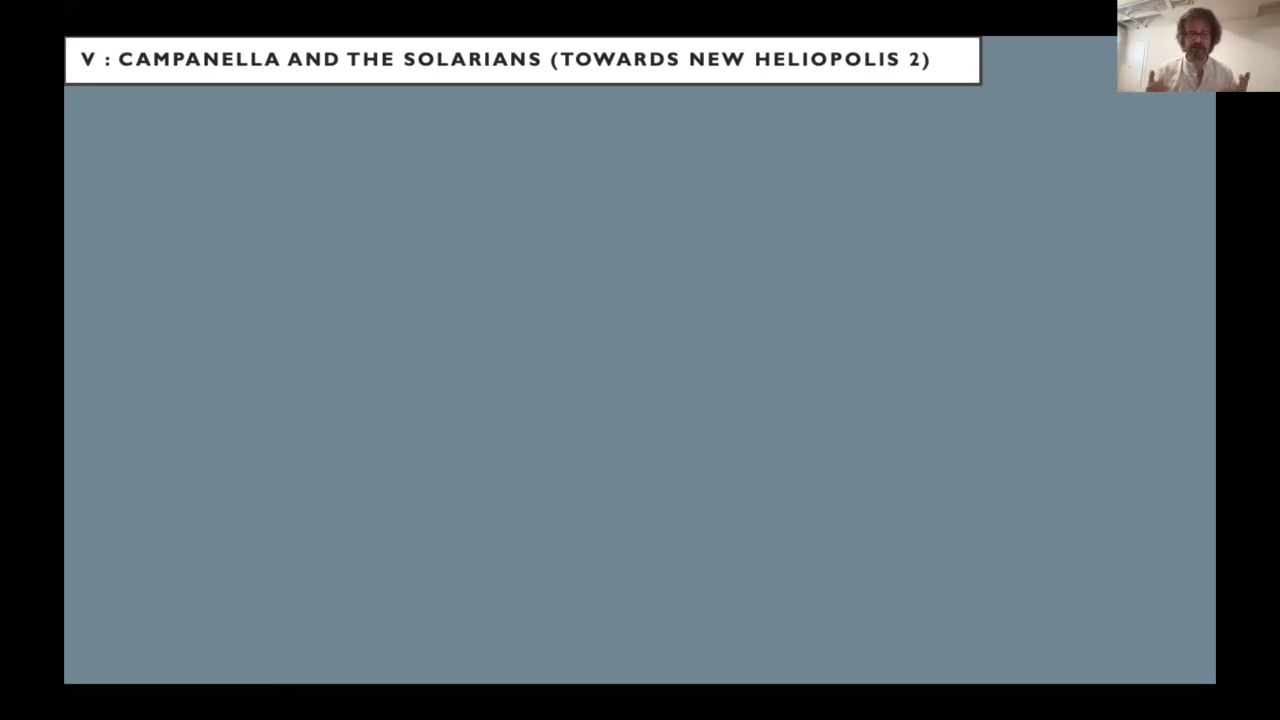 V : CAMPANELLA AND THE SOLARIANS (TOWARDS NEW HELIOPOLIS 2)